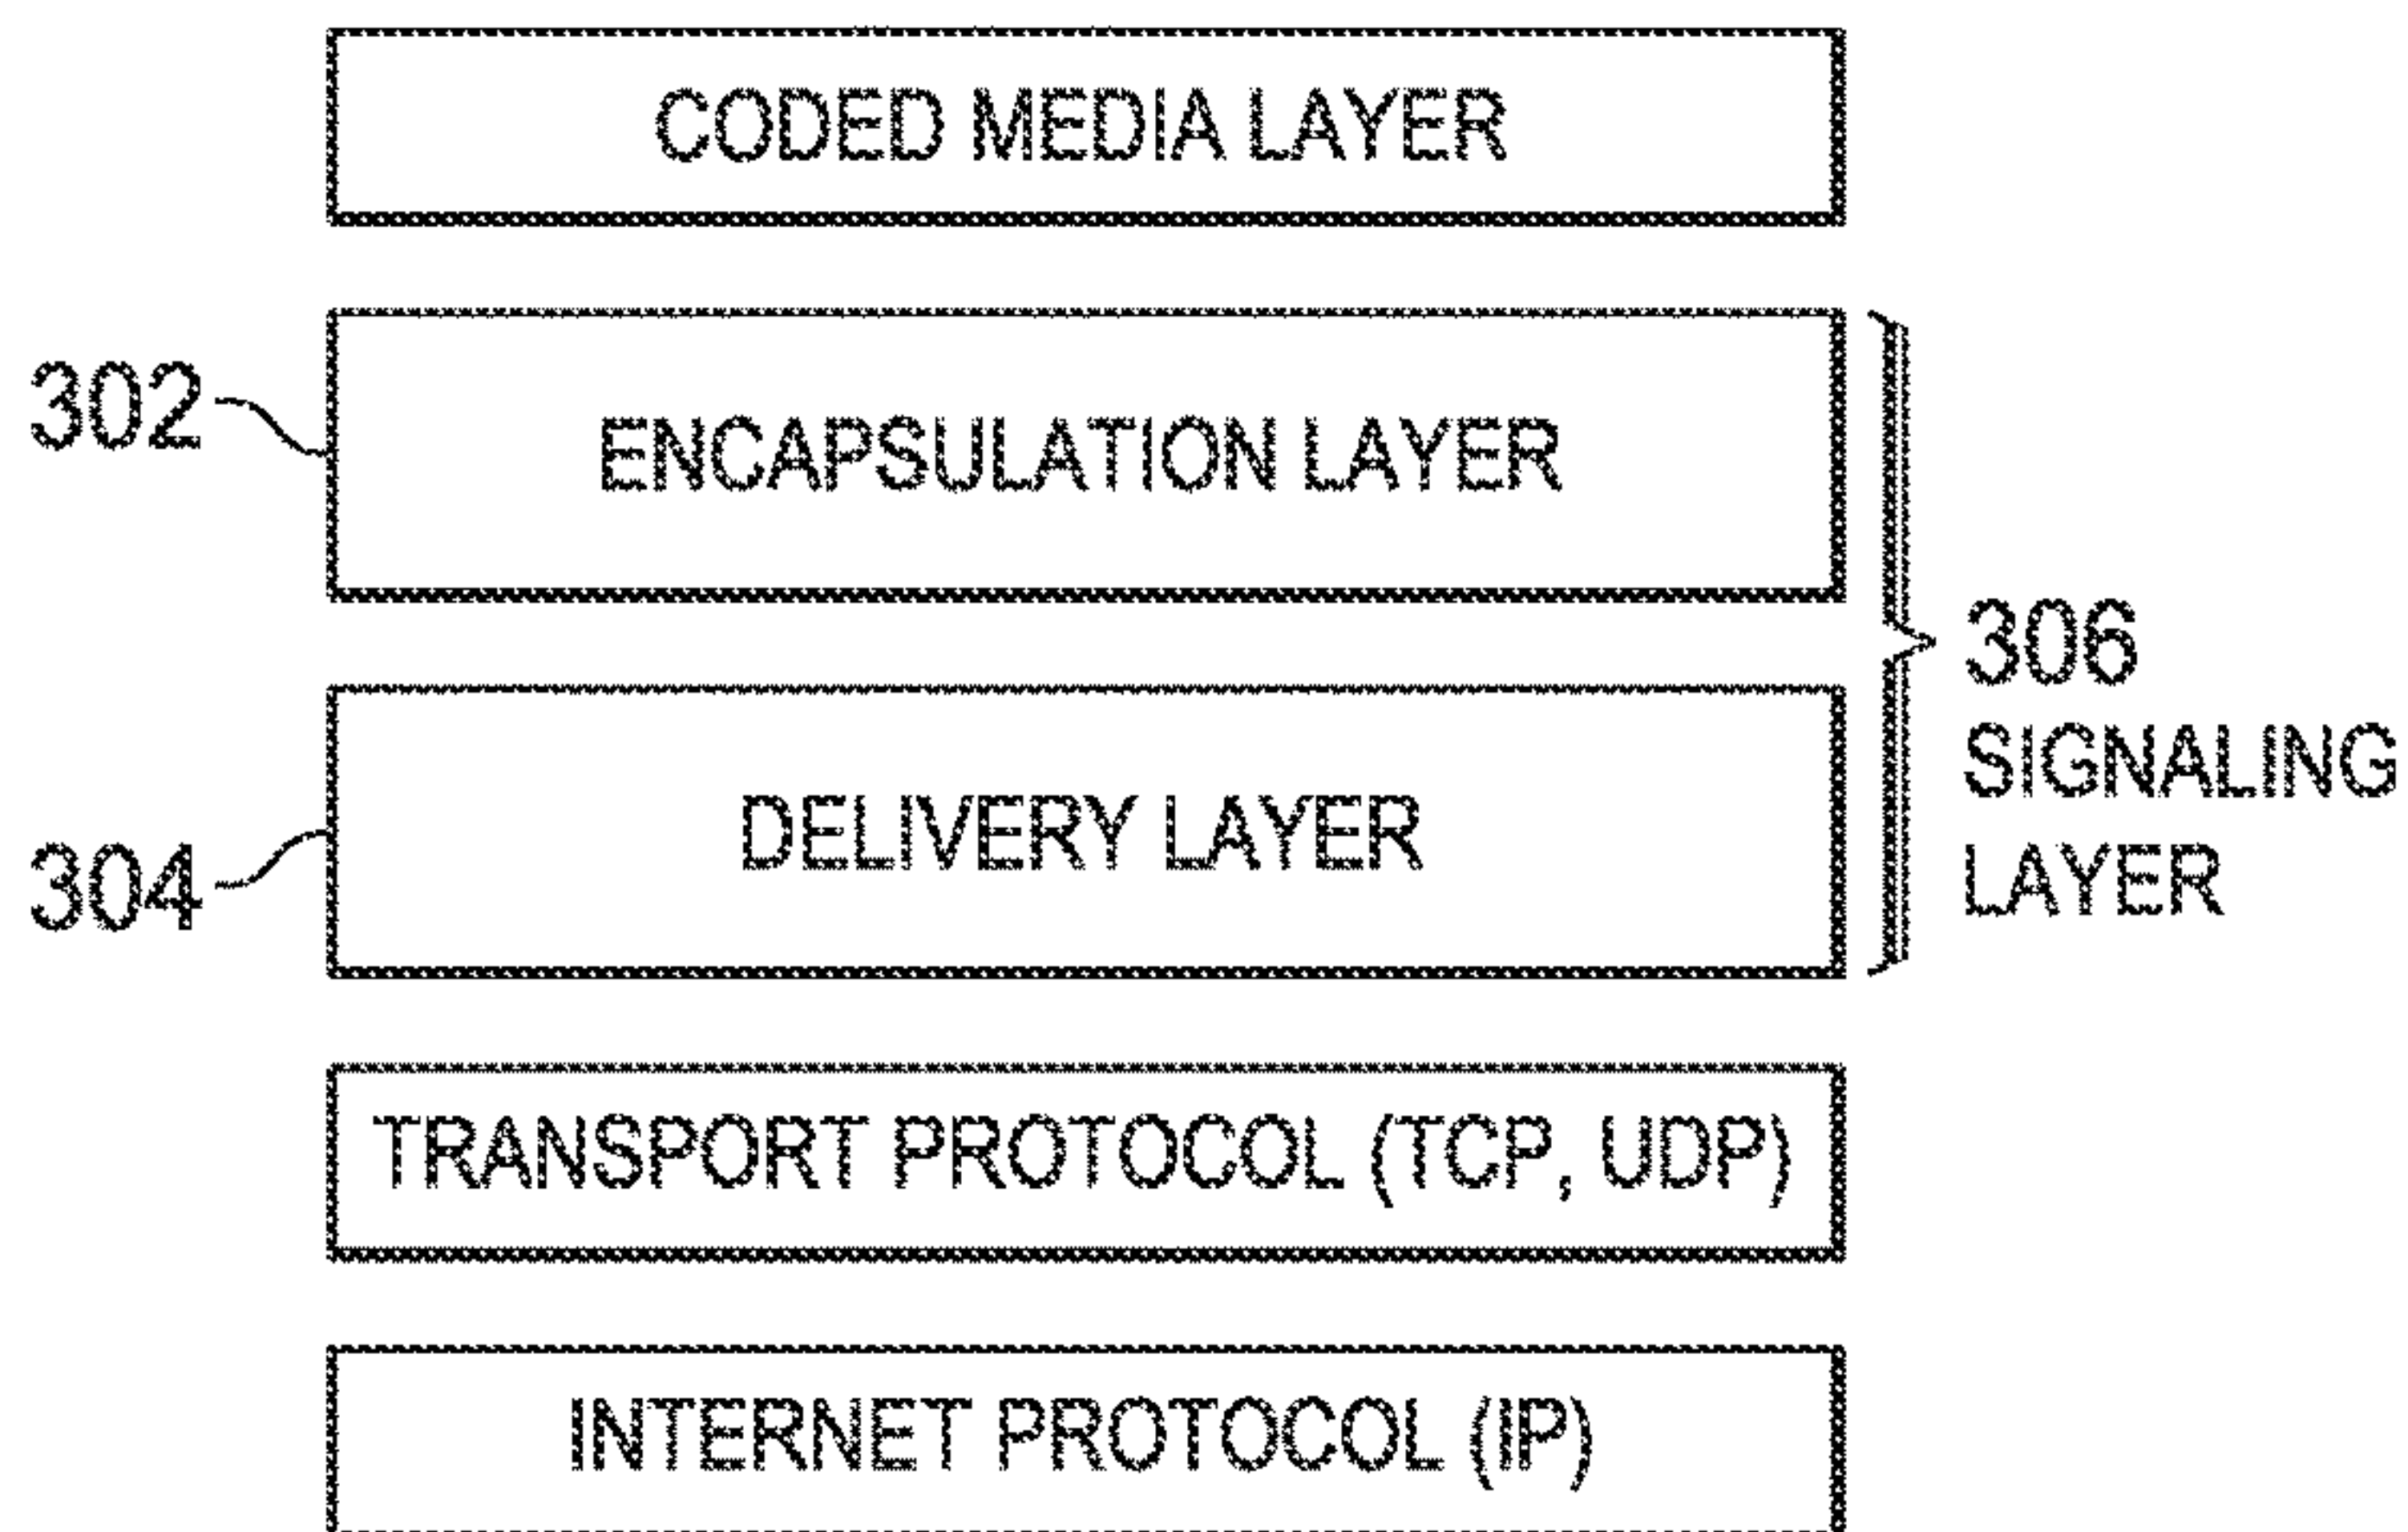 CODED MEDIA LAYER
302
ENCAPSULATION LAYER
306
SIGNALING
LAYER
304
DELIVERY LAYER
TRANSPORT PROTOCOL (TCP, UDP)
INTERNET PROTOCOL (IP)